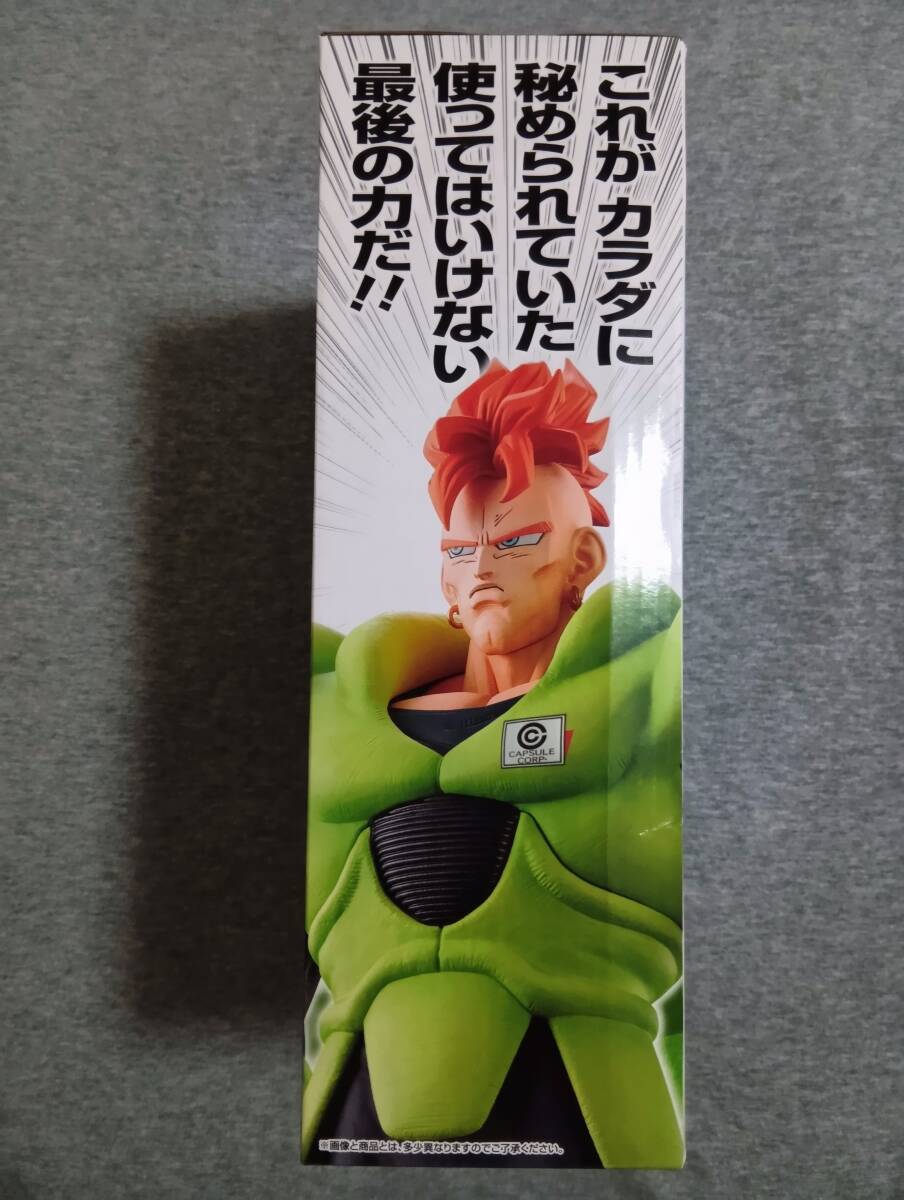 これが カラダに
秘められていた
使ってはいけない
最後の力だ!!
CAPSULE
CORP.
※画像と商品とは、多少異なりますのでご了承ください。